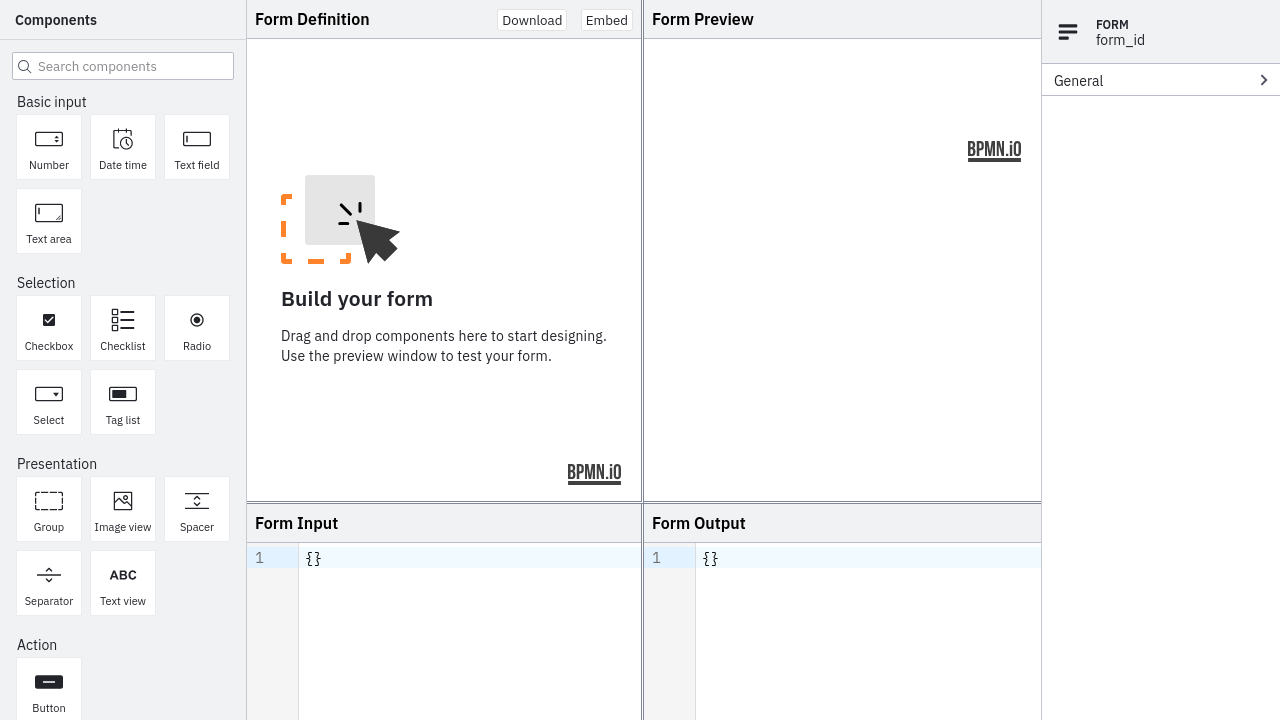 Components
Search components
Basic input
Number
Date time
Text field
Text area
Selection
Checkbox
Checklist
Radio
Select
Tag list
Presentation
Group
Image view
Spacer
Separator
ABC
Text view
Action
Button
Form Definition
Download
Embed
Build your form
Drag and drop components here to start designing.
Use the preview window to test your form.
BPMN.iO
Form Preview
BPMN.iO
Form Input
1
{}
Form Output
1
{}
FORM
form_id
General